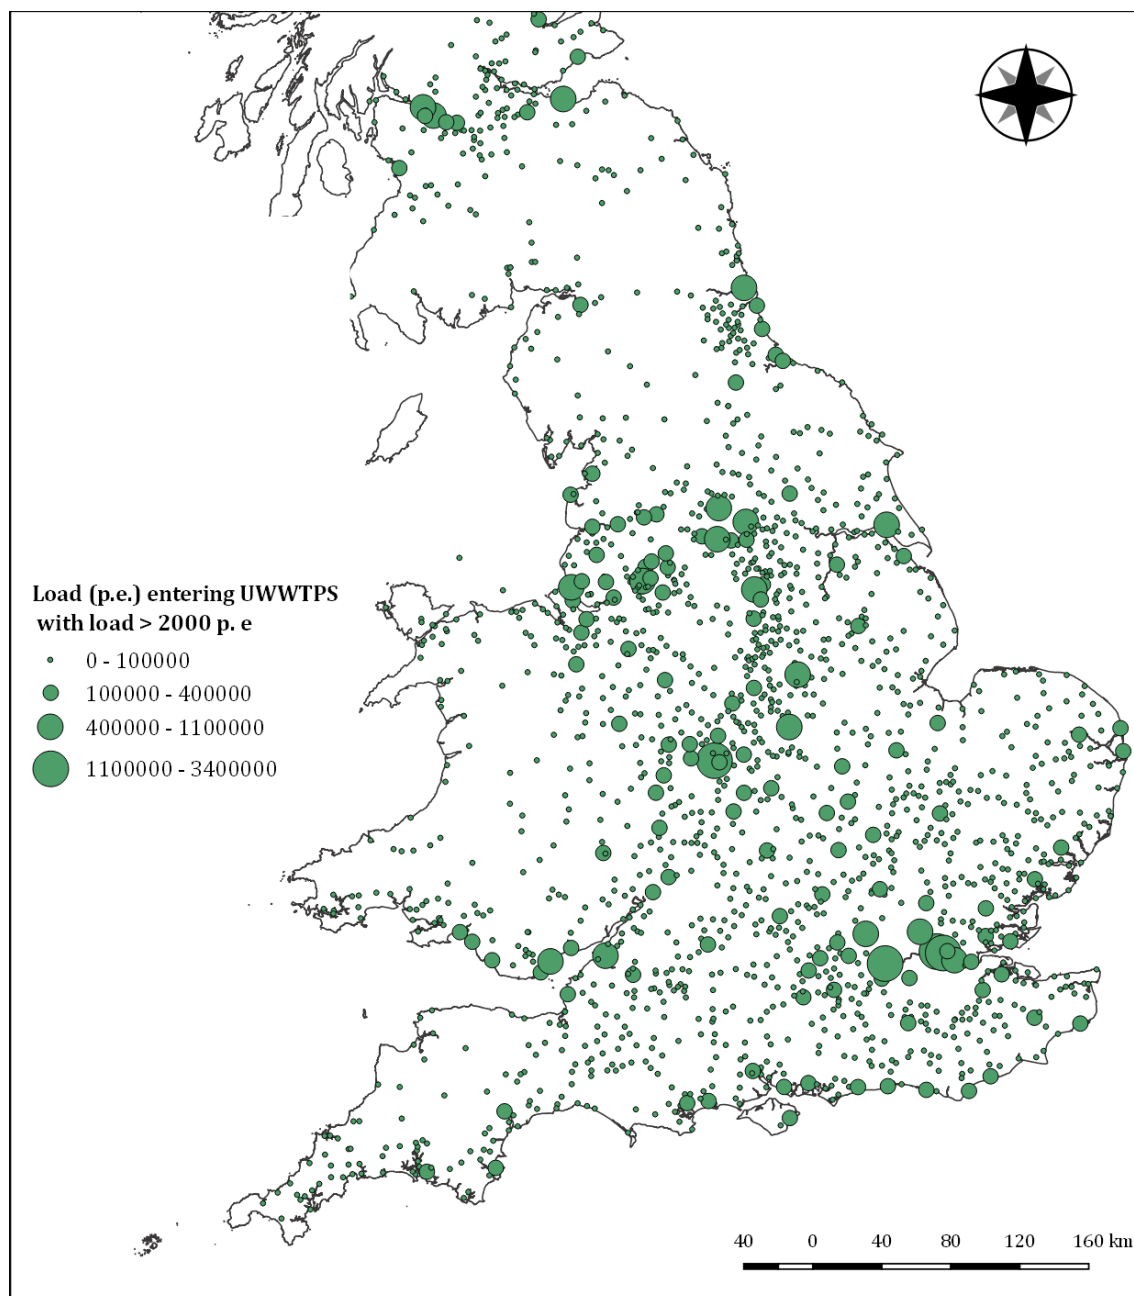 Load (p.e.) entering UWWTPS
with load > 2000 p. e
0 - 100000
100000 - 400000
400000 - 1100000
1100000 - 3400000
40 0 40 80 120 160 km